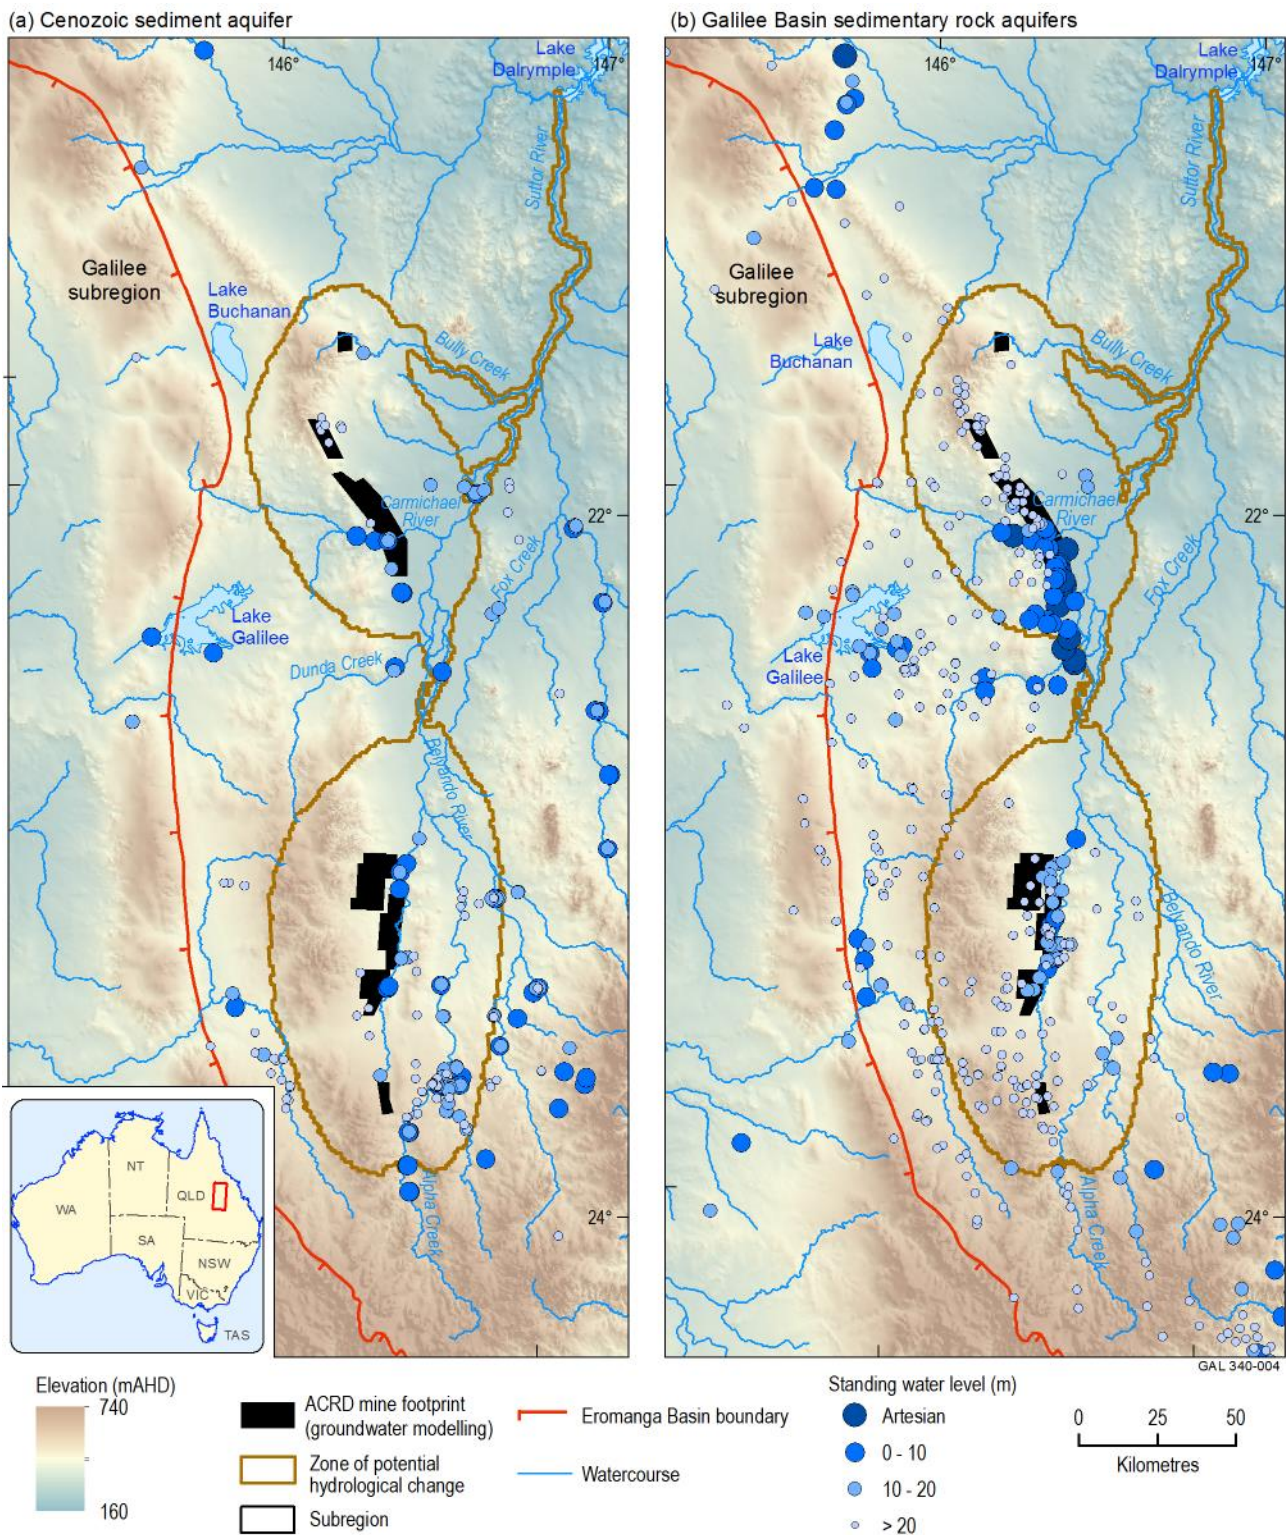 (a) Cenozoic sediment aquifer
(b) Galilee Basin sedimentary rock aquifers
146°
Lake
Dalrymple
147°
Suttor River
Galilee
subregion
Lake
Buchanan
Bully Creek
Carmichael
River
Fox Creek
Lake
Galilee
Dunda Creek
Belyando River
Alpha Creek
22°
24°
146°
Lake
Dalrymple
147°
Suttor River
Galilee
subregion
Lake
Buchanan
Bully Creek
Carmichael
River
Fox Creek
Lake
Galilee
Belyando River
Alpha Creek
22°
24°
NT
QLD
WA
SA
NSW
VIC
TAS
GAL 340-004
Elevation (mAHD)
740
160
ACRD mine footprint
(groundwater modelling)
Zone of potential
hydrological change
Subregion
Eromanga Basin boundary
Watercourse
Standing water level (m)
Artesian
0 - 10
10 - 20
> 20
0 25 50
Kilometres